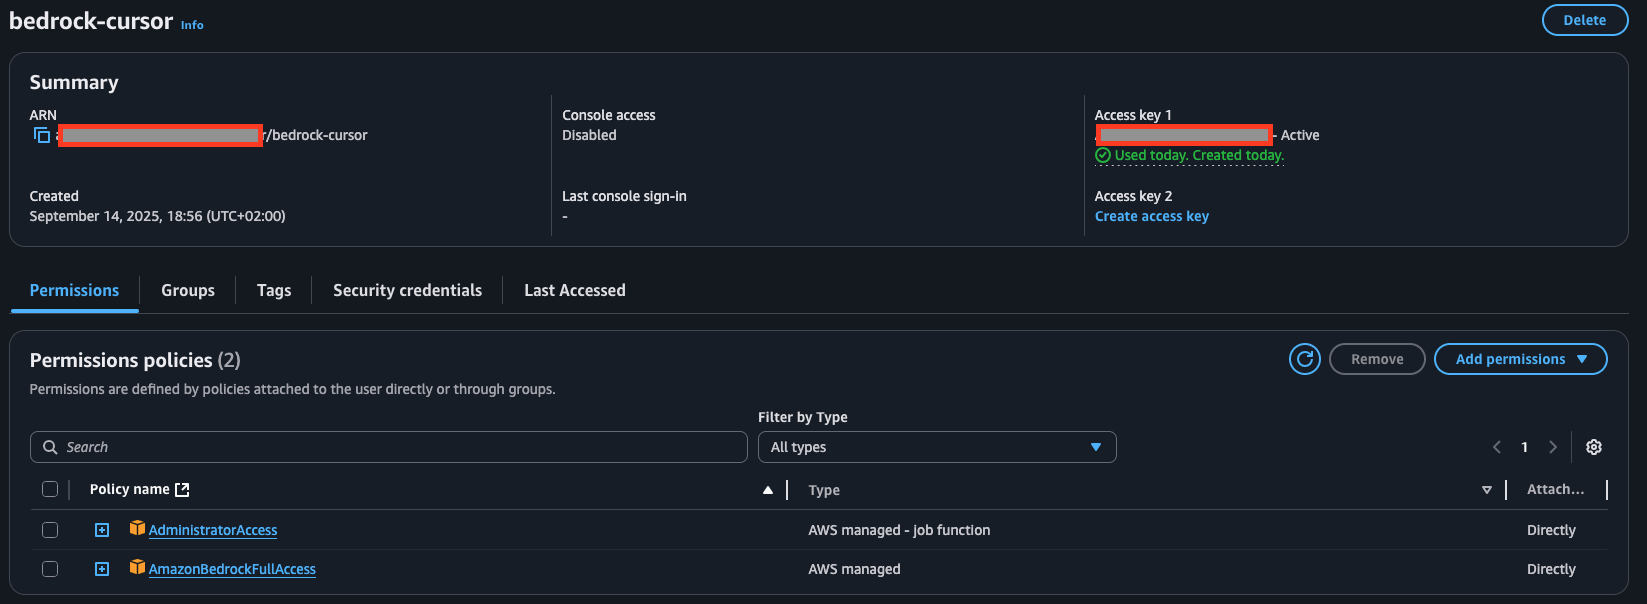 bedrock-cursor Info
Delete
Summary
ARN
/bedrock-cursor
Created
September 14, 2025, 18:56 (UTC+02:00)
Console access
Disabled
Last console sign-in
-
Access key 1
- Active
Used today. Created today.
Access key 2
Create access key
Permissions
Groups
Tags
Security credentials
Last Accessed
Permissions policies (2)
Remove
Add permissions
Permissions are defined by policies attached to the user directly or through groups.
Filter by Type
Search
All types
1
Policy name
Type
Attach...
AdministratorAccess
AWS managed - job function
Directly
AmazonBedrockFullAccess
AWS managed
Directly